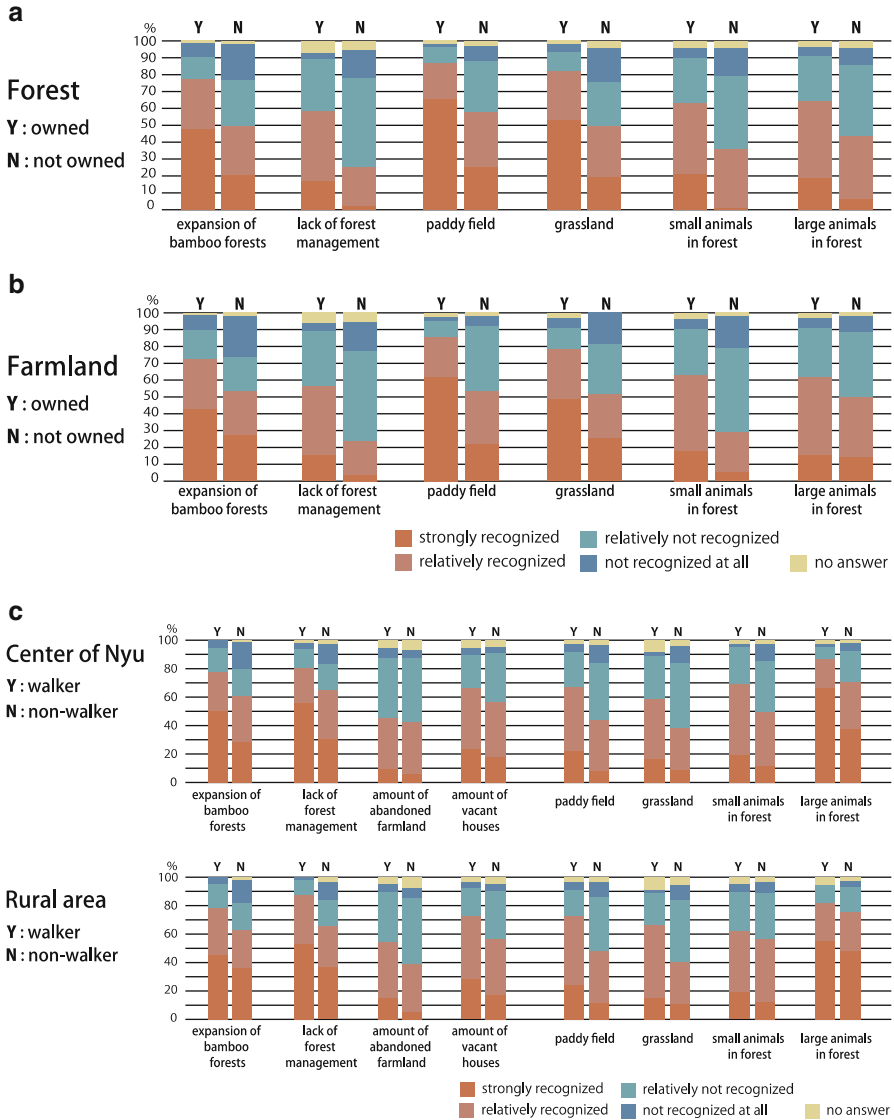 a
% Y N Y N Y N Y N Y N Y N
100
90
80
70
60
50
40
30
20
10
0
Forest
Y : owned
N : not owned
expansion of bamboo forests
lack of forest management
paddy field
grassland
small animals in forest
large animals in forest
b
% Y N Y N Y N Y N Y N Y N
100
90
80
70
60
50
40
30
20
10
0
Farmland
Y : owned
N : not owned
expansion of bamboo forests
lack of forest management
paddy field
grassland
small animals in forest
large animals in forest
strongly recognized
relatively not recognized
relatively recognized
not recognized at all
no answer
c
% Y N Y N Y N Y N Y N Y N Y N Y N
100
80
60
40
20
0
Center of Nyu
Y : walker
N : non-walker
expansion of bamboo forests
lack of forest management
amount of abandoned farmland
amount of vacant houses
paddy field
grassland
small animals in forest
large animals in forest
% Y N Y N Y N Y N Y N Y N Y N Y N
100
80
60
40
20
0
Rural area
Y : walker
N : non-walker
expansion of bamboo forests
lack of forest management
amount of abandoned farmland
amount of vacant houses
paddy field
grassland
small animals in forest
large animals in forest
strongly recognized
relatively not recognized
relatively recognized
not recognized at all
no answer